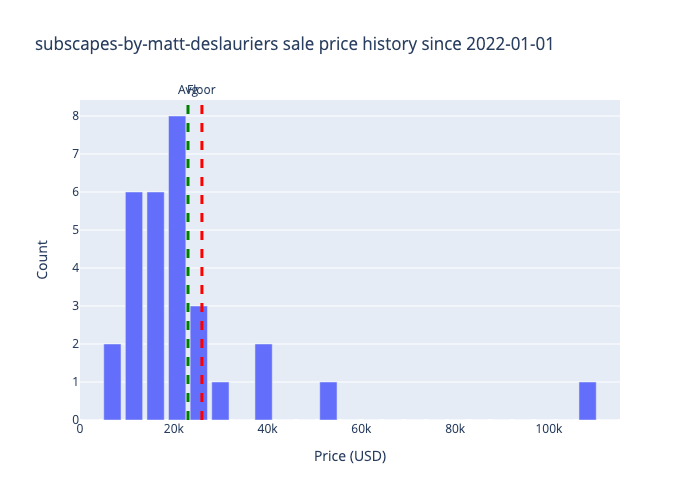 subscapes-by-matt-deslauriers sale price history since 2022-01-01
Avg
Floor
8
7
6
5
4
3
2
1
0
Count
0
20k
40k
60k
80k
100k
Price (USD)